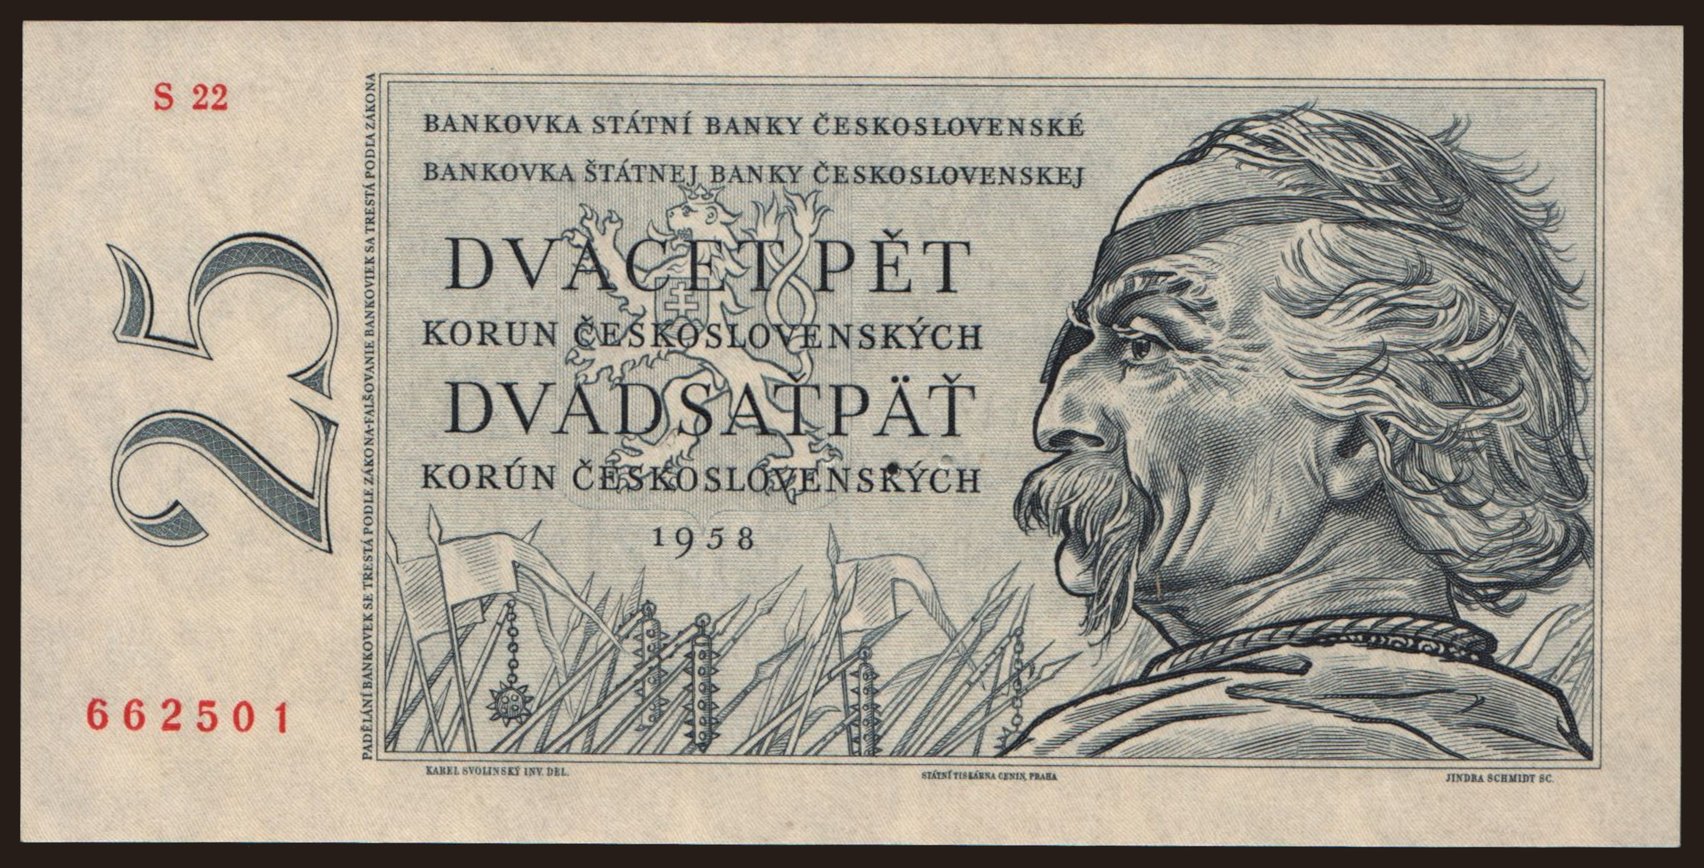 S 22
25
662501
PADĚLÁNÍ BANKOVEK SE TRESTÁ PODLE ZÁKONA-FALŠOVANIE BANKOVIEK SA TRESTÁ PODĽA ZÁKONA
BANKOVKA STÁTNÍ BANKY ČESKOSLOVENSKÉ
BANKOVKA ŠTÁTNEJ BANKY ČESKOSLOVENSKEJ
DVACET PĚT
KORUN ČESKOSLOVENSKÝCH
DVADSAŤPÄŤ
KORÚN ČESKOSLOVENSKÝCH
1958
KAREL SVOLINSKÝ INV. DEL.
STÁTNÍ TISKÁRNA CENIN, PRAHA
JINDRA SCHMIDT SC.